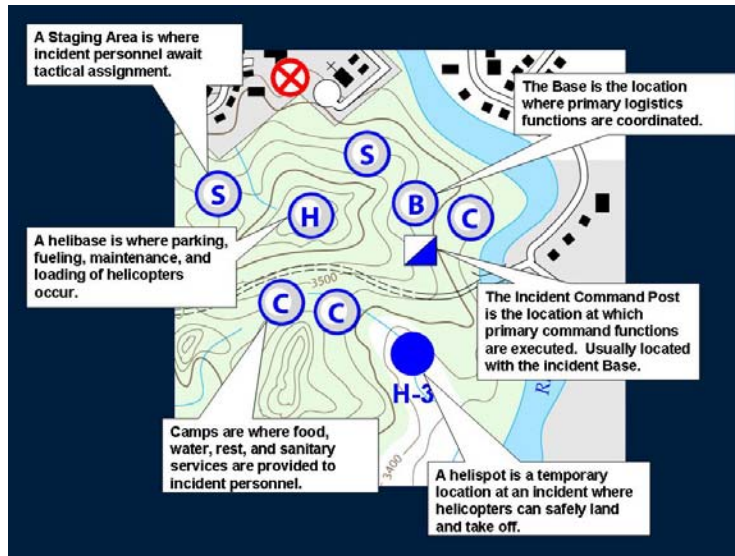 A Staging Area is where
incident personnel await
tactical assignment.
The Base is the location
where primary logistics
functions are coordinated.
S
S
H
B
C
A helibase is where parking,
fueling, maintenance, and
loading of helicopters
occur.
3500
The Incident Command Post
is the location at which
primary command functions
are executed. Usually located
with the incident Base.
C
C
H-3
Camps are where food,
water, rest, and sanitary
services are provided to
incident personnel.
3400
A helispot is a temporary
location at an incident where
helicopters can safely land
and take off.